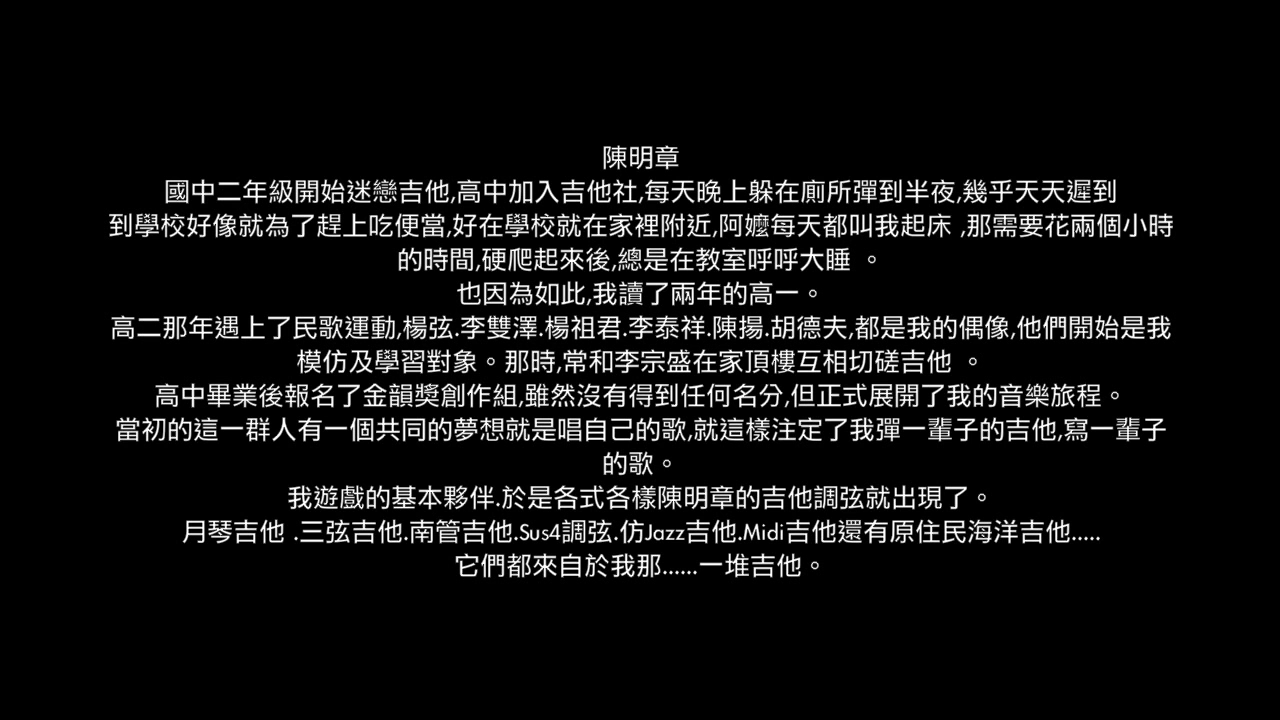 陳明章
國中二年級開始迷戀吉他,高中加入吉他社,每天晚上躲在廁所彈到半夜,幾乎天天遲到
到學校好像就為了趕上吃便當,好在學校就在家裡附近,阿嬤每天都叫我起床 ,那需要花兩個小時
的時間,硬爬起來後,總是在教室呼呼大睡 。
也因為如此,我讀了兩年的高一。
高二那年遇上了民歌運動,楊弦.李雙澤.楊祖君.李泰祥.陳揚.胡德夫,都是我的偶像,他們開始是我
模仿及學習對象。那時,常和李宗盛在家頂樓互相切磋吉他 。
高中畢業後報名了金韻獎創作組,雖然沒有得到任何名分,但正式展開了我的音樂旅程。
當初的這一群人有一個共同的夢想就是唱自己的歌,就這樣注定了我彈一輩子的吉他,寫一輩子
的歌。
我遊戲的基本夥伴.於是各式各樣陳明章的吉他調弦就出現了。
月琴吉他 .三弦吉他.南管吉他.Sus4調弦.仿Jazz吉他.Midi吉他還有原住民海洋吉他.....
它們都來自於我那......一堆吉他。